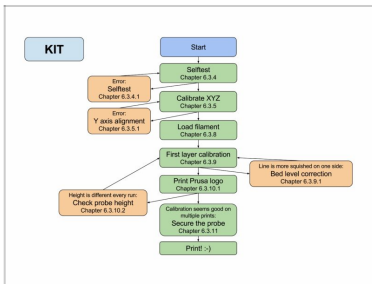 KIT
Start
Selftest
Chapter 6.3.4
Error:
Selftest
Chapter 6.3.4.1
Calibrate XYZ
Chapter 6.3.5
Error:
Y axis alignment
Chapter 6.3.5.1
Load filament
Chapter 6.3.8
First layer calibration
Chapter 6.3.9
Line is more squished on one side:
Bed level correction
Chapter 6.3.9.1
Print Prusa logo
Chapter 6.3.10.1
Height is different every run:
Check probe height
Chapter 6.3.10.2
Calibration seems good on
multiple prints:
Secure the probe
Chapter 6.3.11
Print! :-)